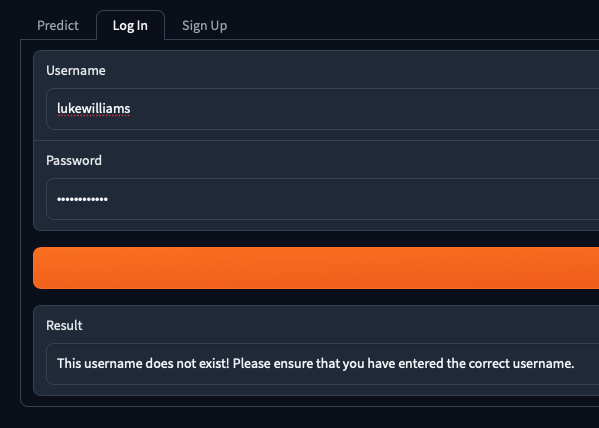 Predict Log In Sign Up
Username
lukewilliams
Password
••••••••••••
Result
This username does not exist! Please ensure that you have entered the correct username.